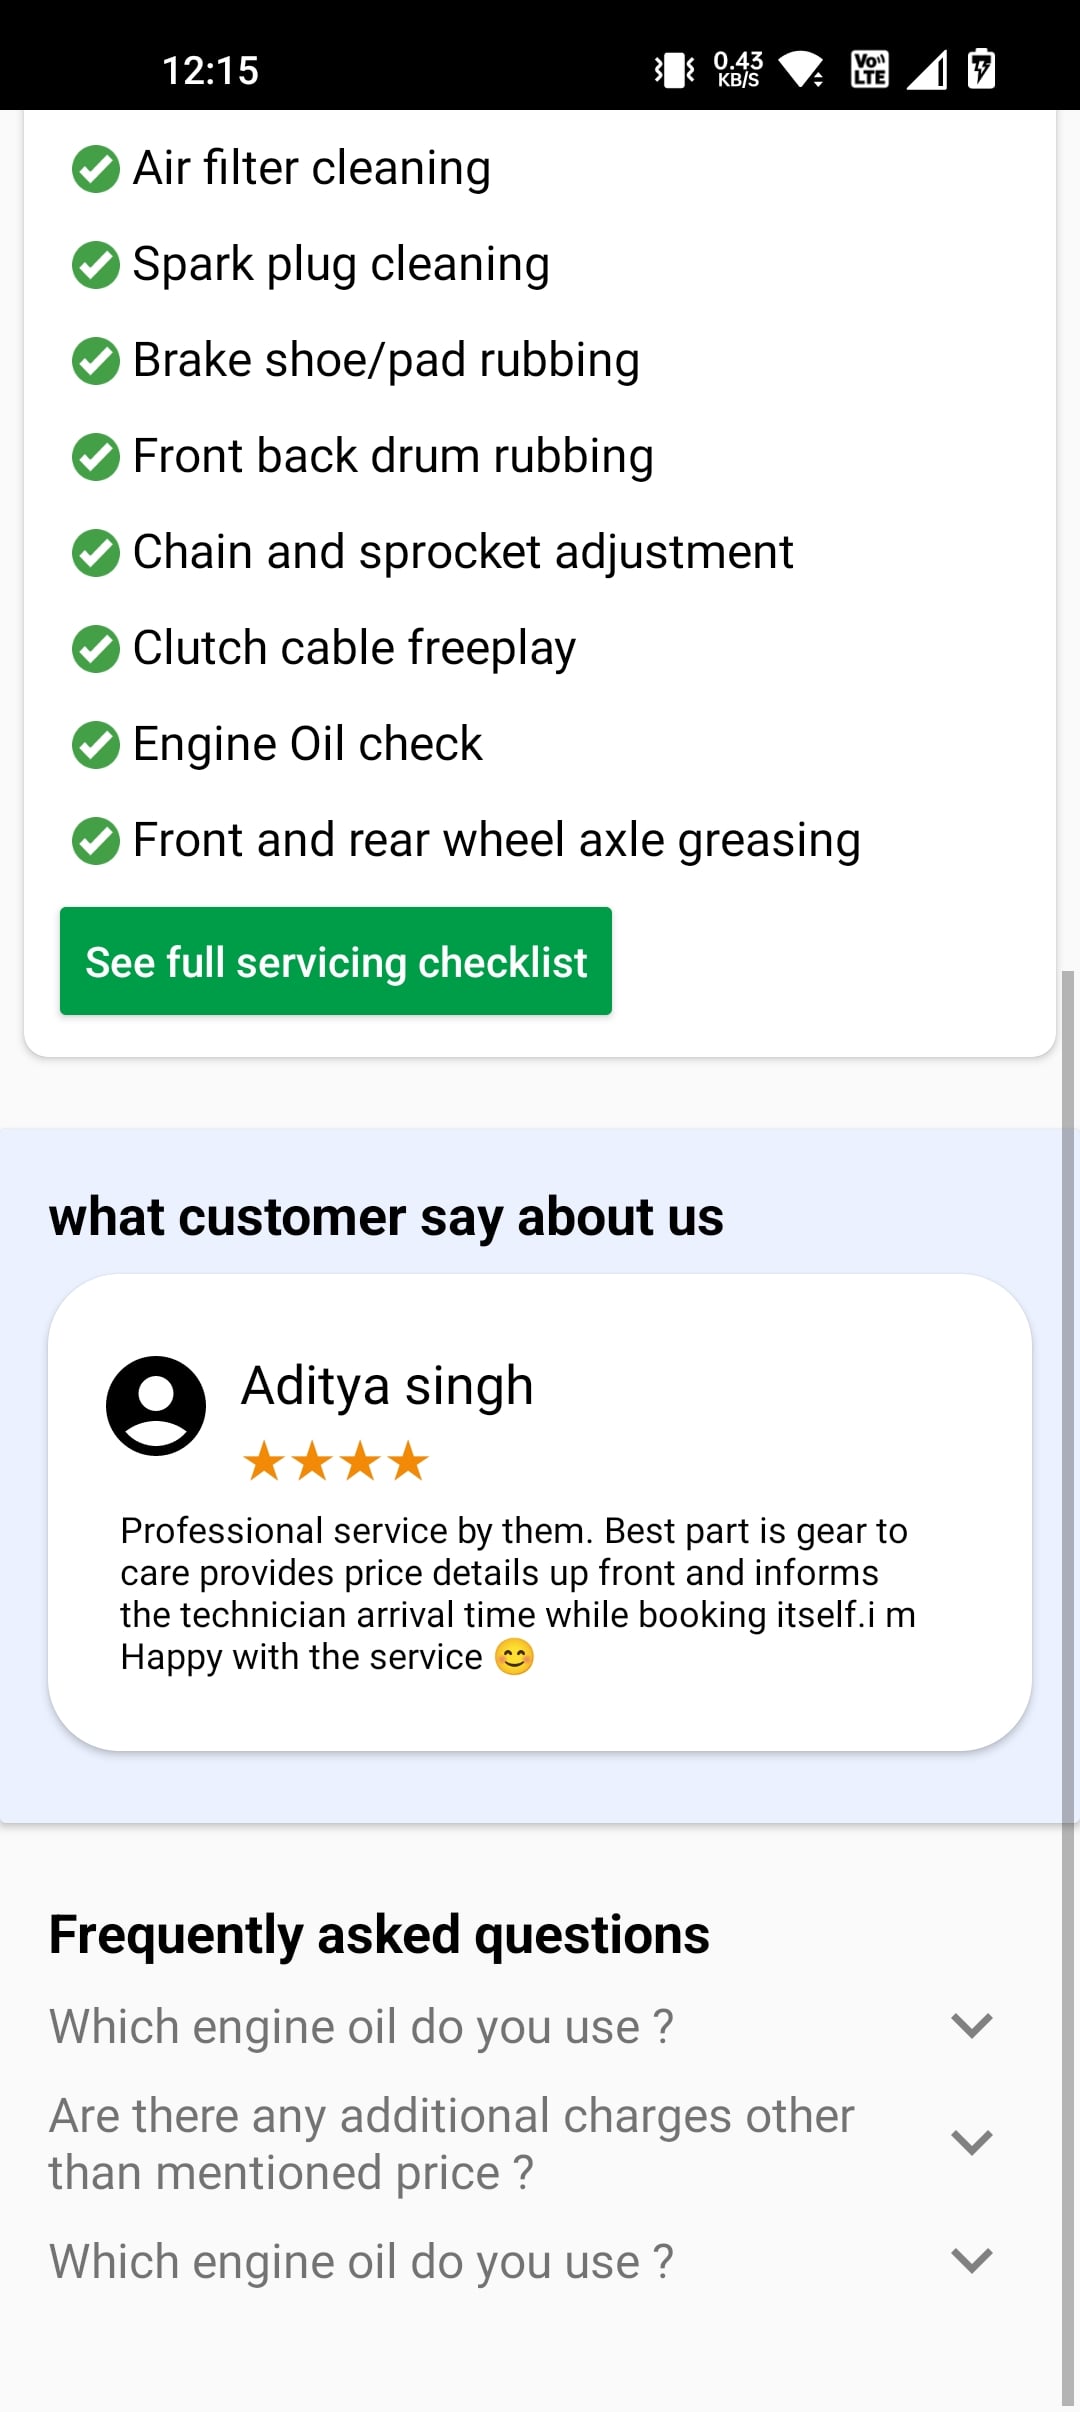 12:15
0.43
KB/S
Vo
LTE
Air filter cleaning
Spark plug cleaning
Brake shoe/pad rubbing
Front back drum rubbing
Chain and sprocket adjustment
Clutch cable freeplay
Engine Oil check
Front and rear wheel axle greasing
See full servicing checklist
what customer say about us
Aditya singh
★★★★
Professional service by them. Best part is gear to
care provides price details up front and informs
the technician arrival time while booking itself.i m
Happy with the service 😊
Frequently asked questions
Which engine oil do you use ?
Are there any additional charges other
than mentioned price ?
Which engine oil do you use ?